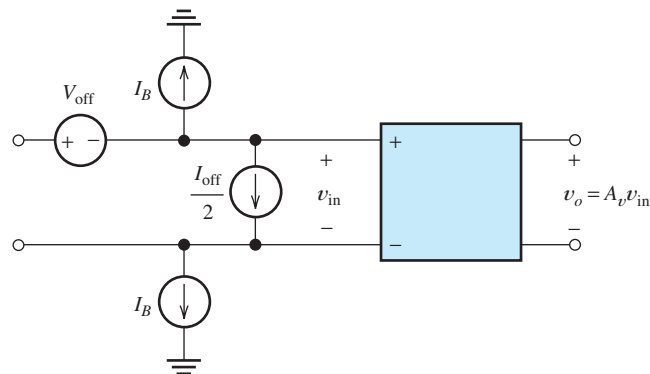 I_B
V_off
+ −
I_off
2
+
v_in
−
+
−
+
v_o = A_v v_in
−
I_B